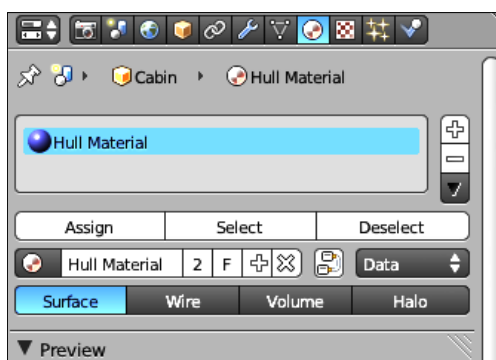 Cabin Hull Material
Hull Material
Assign Select Deselect
Hull Material 2 F Data
Surface Wire Volume Halo
Preview